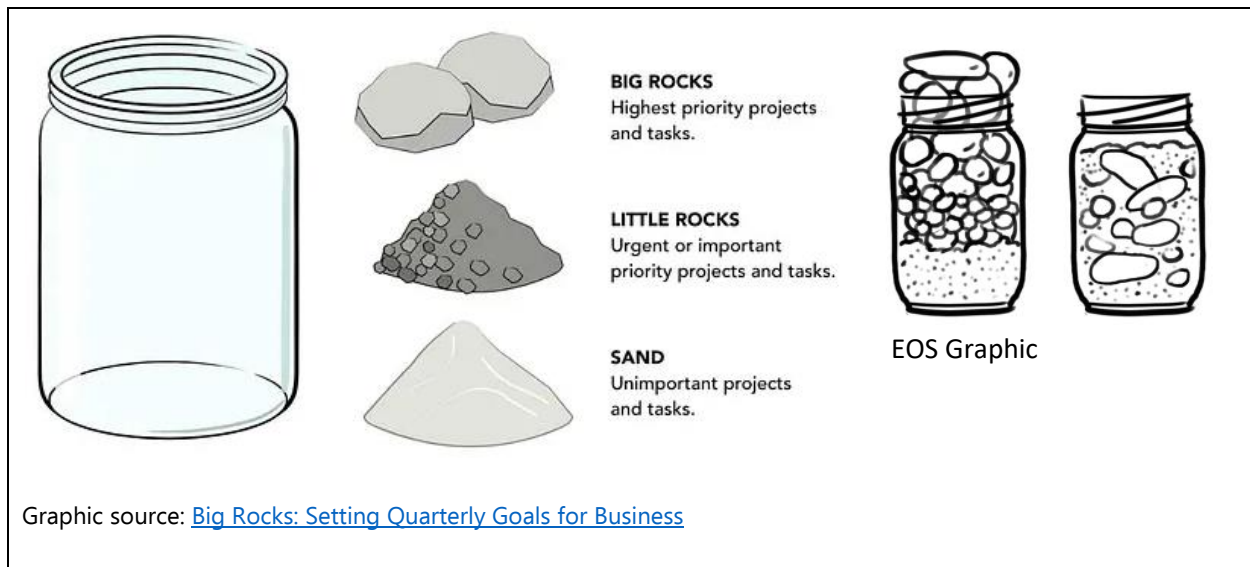 BIG ROCKS
Highest priority projects
and tasks.
LITTLE ROCKS
Urgent or important
priority projects and tasks.
SAND
Unimportant projects
and tasks.
EOS Graphic
Graphic source: Big Rocks: Setting Quarterly Goals for Business